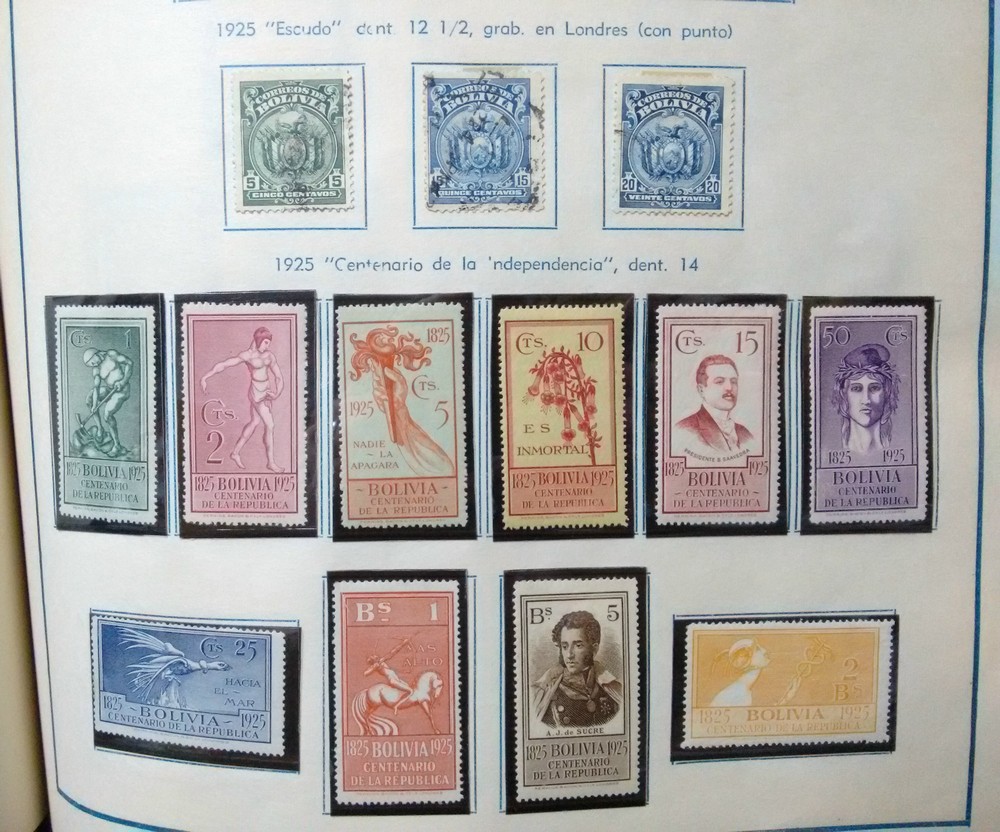 1925 "Escudo" dent. 12 1/2, grab. en Londres (con punto)
CORREOS DE
BOLIVIA
5 5
CINCO CENTAVOS
CORREOS DE
BOLIVIA
15 15
QUINCE CENTAVOS
CORREOS DE
BOLIVIA
20 20
VEINTE CENTAVOS
1925 "Centenario de la 'ndependencia", dent. 14
CTS. 1
1825 BOLIVIA 1925
CENTENARIO
DE LA REPUBLICA
CTS.
2
1825 BOLIVIA 1925
CENTENARIO
DE LA REPUBLICA
1825
CTS.
1925 5
NADIE
- LA
APAGARA
- BOLIVIA -
CENTENARIO
DE LA REPUBLICA
CTS. 10
ES
INMORTAL
1825 BOLIVIA 1925
CENTENARIO
DE LA REPUBLICA
CTS. 15
PRESIDENTE B. SAAVEDRA
1825 1925
BOLIVIA
- CENTENARIO -
DE LA REPUBLICA
50 CTS.
1825 1925
BOLIVIA
CENTENARIO
DE LA REPUBLICA
CTS 25
HACIA
EL -
MAR
1825 - BOLIVIA - 1925
CENTENARIO DE LA REPUBLICA
Bs. 1
MAS
ALTO
1825 BOLIVIA 1925
CENTENARIO
DE LA REPUBLICA
Bs. 5
A. J. de SUCRE
1825 BOLIVIA 1925
CENTENARIO
DE LA REPUBLICA
2
Bs
1825 BOLIVIA 1925
CENTENARIO DE LA REPUBLICA